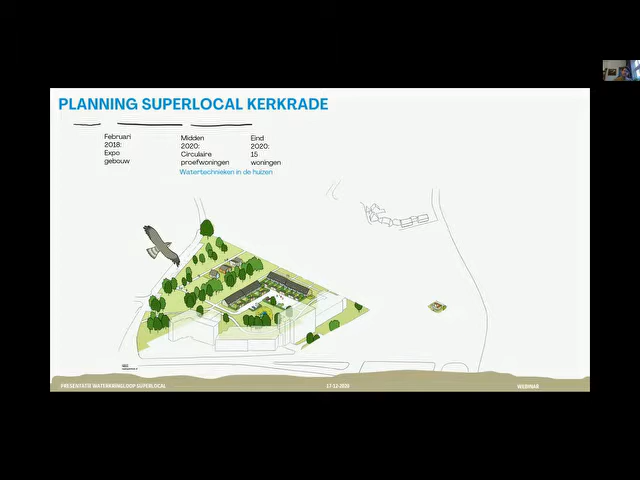 PLANNING SUPERLOCAL KERKRADE
Februari
2018:
Expo
gebouw
Midden
2020:
Circulaire
proefwoningen
Watertechnieken in de huizen
Eind
2020:
15
woningen
PRESENTATIE WATERKRINGLOOP SUPERLOCAL
17-12-2020
WEBINAR